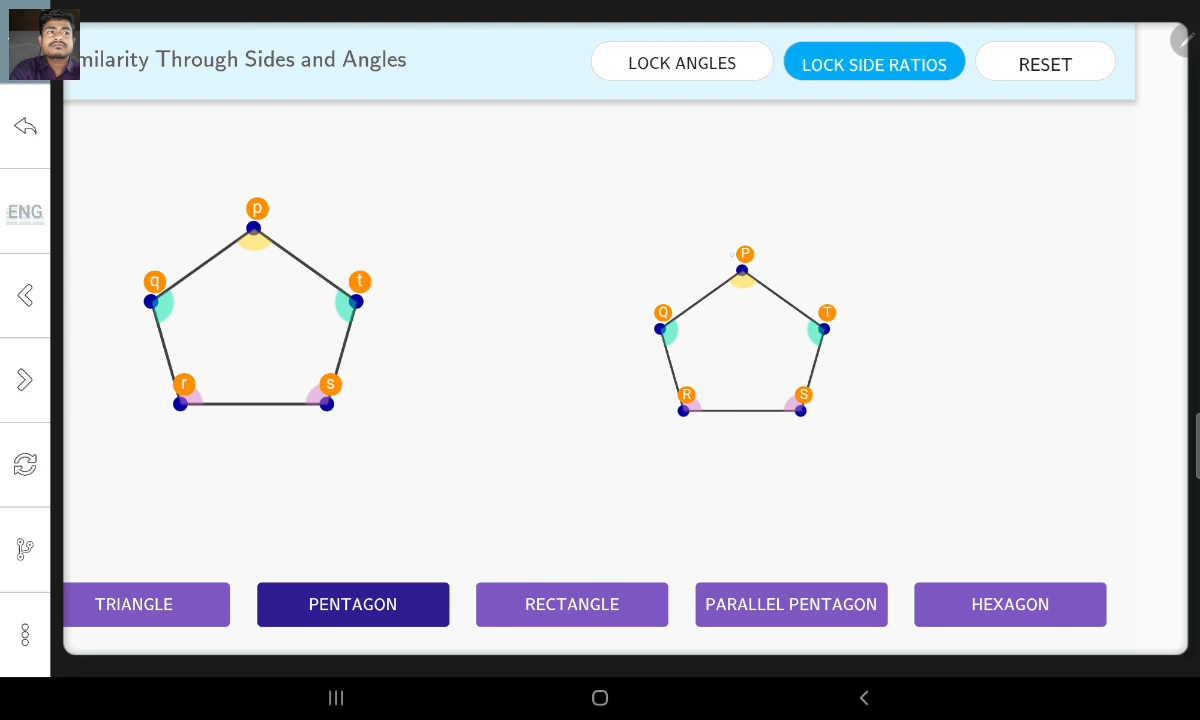 milarity Through Sides and Angles
LOCK ANGLES
LOCK SIDE RATIOS
RESET
ENG
p
q
t
r
s
P
Q
T
R
S
TRIANGLE
PENTAGON
RECTANGLE
PARALLEL PENTAGON
HEXAGON